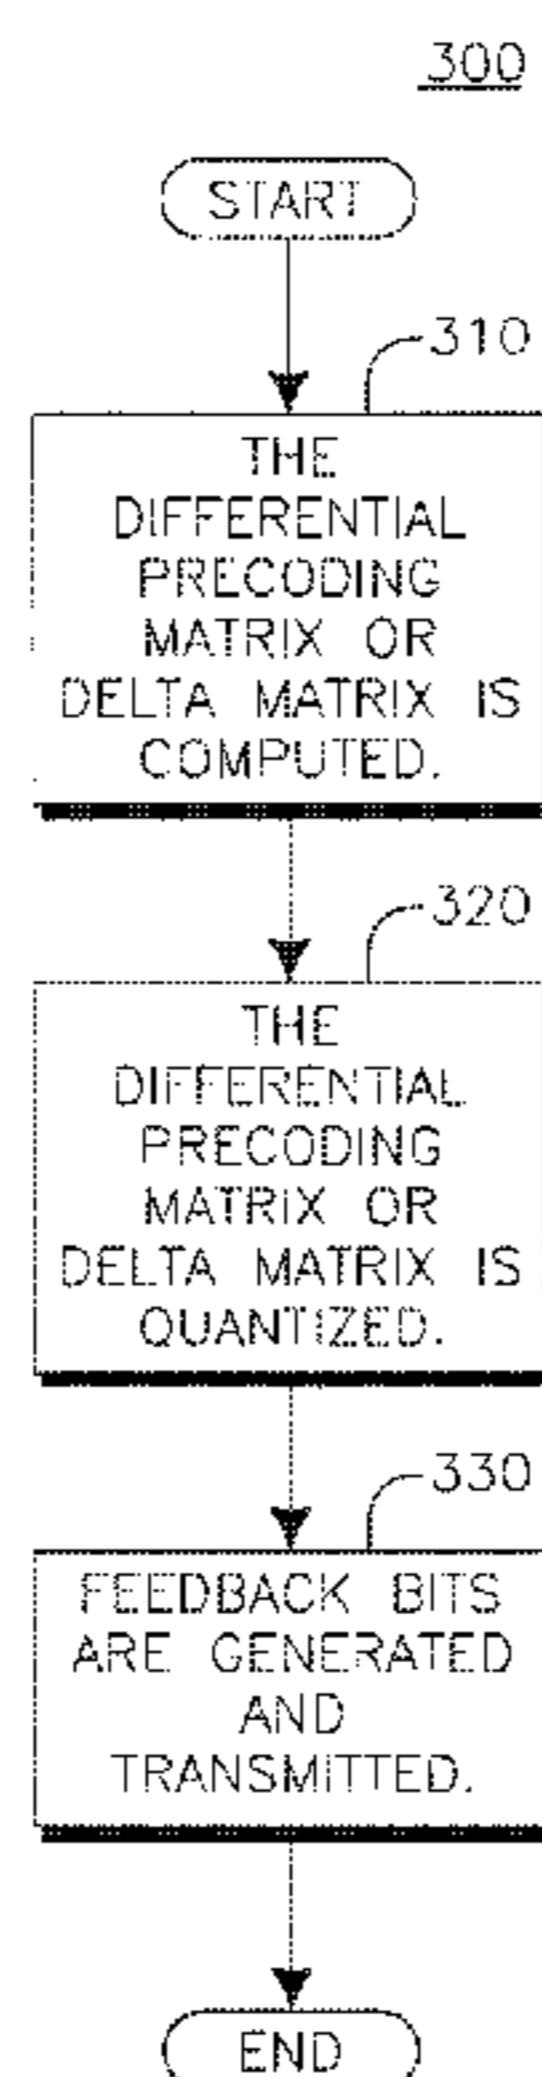 300
START
310
THE
DIFFERENTIAL
PRECODING
MATRIX OR
DELTA MATRIX IS
COMPUTED.
320
THE
DIFFERENTIAL
PRECODING
MATRIX OR
DELTA MATRIX IS
QUANTIZED.
330
FEEDBACK BITS
ARE GENERATED
AND
TRANSMITTED.
END